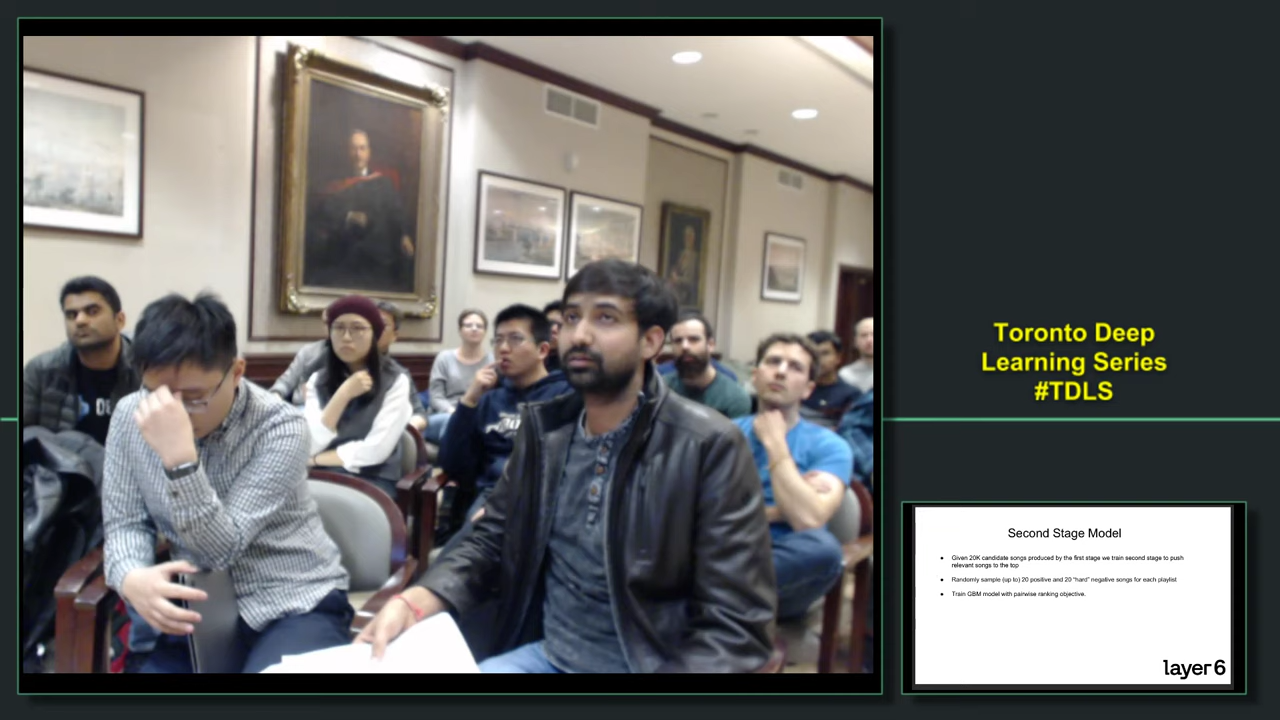 Toronto Deep
Learning Series
#TDLS
Second Stage Model
● Given 20K candidate songs produced by the first stage we train second stage to push
relevant songs to the top
● Randomly sample (up to) 20 positive and 20 "hard" negative songs for each playlist
● Train GBM model with pairwise ranking objective.
layer 6